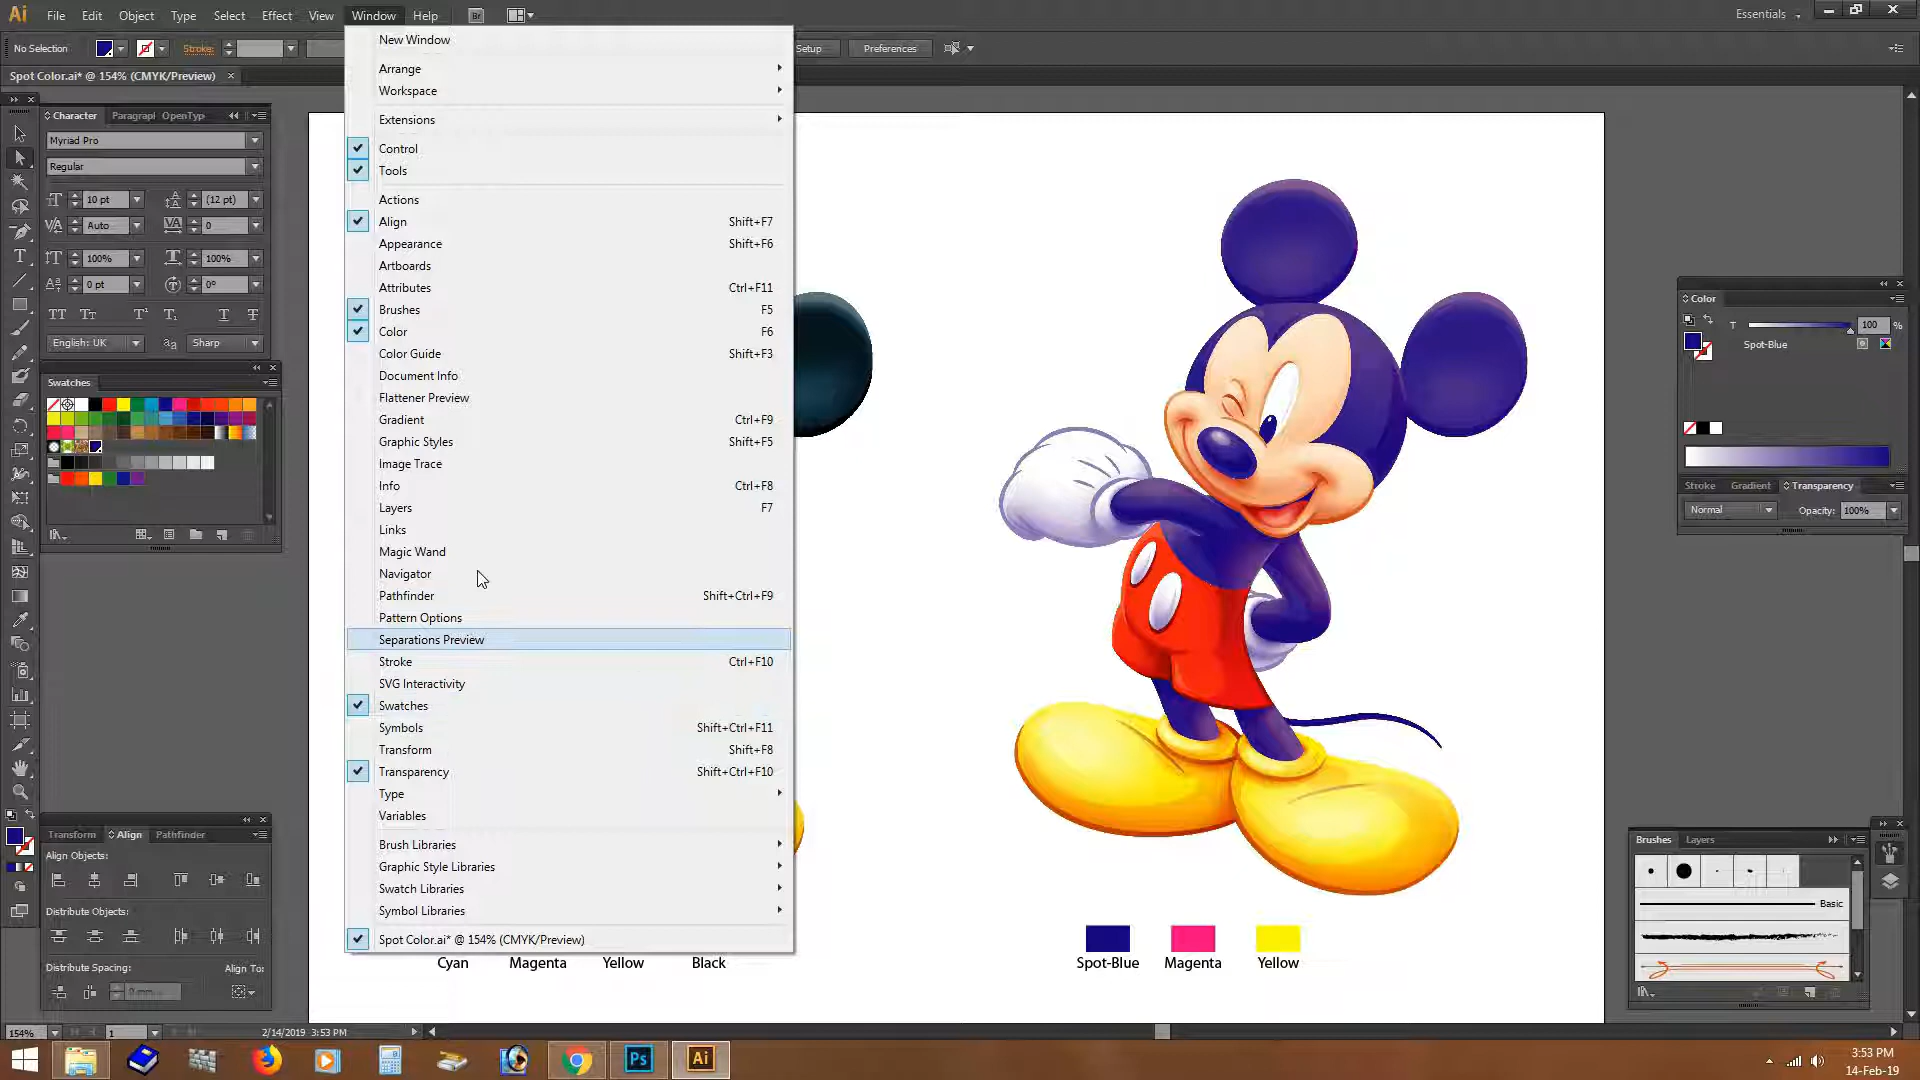 Ai File Edit Object Type Select Effect View Window Help Br Essentials
No Selection Stroke: Setup Preferences
Spot Color.ai* @ 154% (CMYK/Preview) ×
Character Paragrapl OpenTyp
Myriad Pro
Regular
10 pt (12 pt)
Auto 0
100% 100%
0 pt 0°
English: UK Sharp
Swatches
Transform Align Pathfinder
Align Objects:
Distribute Objects:
Distribute Spacing: Align To:
0 mm
New Window
Arrange
Workspace
Extensions
Control
Tools
Actions
Align Shift+F7
Appearance Shift+F6
Artboards
Attributes Ctrl+F11
Brushes F5
Color F6
Color Guide Shift+F3
Document Info
Flattener Preview
Gradient Ctrl+F9
Graphic Styles Shift+F5
Image Trace
Info Ctrl+F8
Layers F7
Links
Magic Wand
Navigator
Pathfinder Shift+Ctrl+F9
Pattern Options
Separations Preview
Stroke Ctrl+F10
SVG Interactivity
Swatches
Symbols Shift+Ctrl+F11
Transform Shift+F8
Transparency Shift+Ctrl+F10
Type
Variables
Brush Libraries
Graphic Style Libraries
Swatch Libraries
Symbol Libraries
Spot Color.ai* @ 154% (CMYK/Preview)
Cyan Magenta Yellow Black
Spot-Blue Magenta Yellow
Color
T 100 %
Spot-Blue
Stroke Gradient Transparency
Normal Opacity: 100%
Brushes Layers
Basic
154% 1 2/14/2019 3:53 PM
Ps Ai
3:53 PM
14-Feb-19